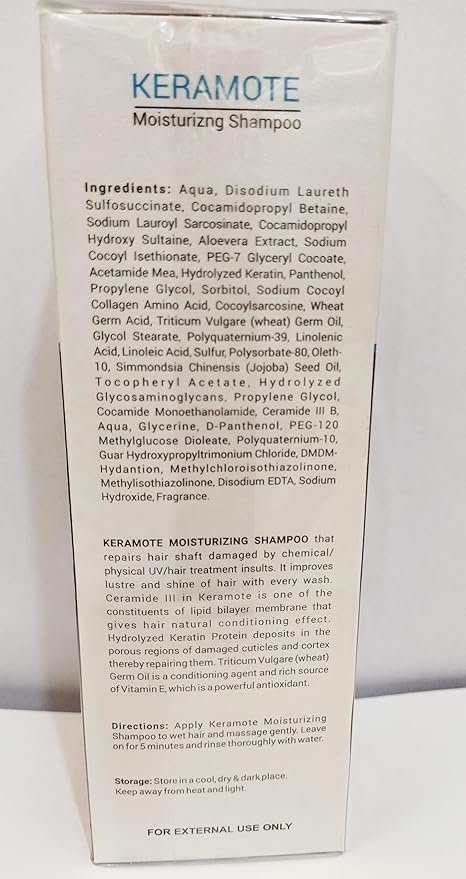 KERAMOTE
Moisturizng Shampoo
Ingredients: Aqua, Disodium Laureth
Sulfosuccinate, Cocamidopropyl Betaine,
Sodium Lauroyl Sarcosinate, Cocamidopropyl
Hydroxy Sultaine, Aloevera Extract, Sodium
Cocoyl Isethionate, PEG-7 Glyceryl Cocoate,
Acetamide Mea, Hydrolyzed Keratin, Panthenol,
Propylene Glycol, Sorbitol, Sodium Cocoyl
Collagen Amino Acid, Cocoylsarcosine, Wheat
Germ Acid, Triticum Vulgare (wheat) Germ Oil,
Glycol Stearate, Polyquaternium-39, Linolenic
Acid, Linoleic Acid, Sulfur, Polysorbate-80, Oleth-
10, Simmondsia Chinensis (Jojoba) Seed Oil,
Tocopheryl Acetate, Hydrolyzed
Glycosaminoglycans, Propylene Glycol,
Cocamide Monoethanolamide, Ceramide III B,
Aqua, Glycerine, D-Panthenol, PEG-120
Methylglucose Dioleate, Polyquaternium-10,
Guar Hydroxypropyltrimonium Chloride, DMDM-
Hydantion, Methylchloroisothiazolinone,
Methylisothiazolinone, Disodium EDTA, Sodium
Hydroxide, Fragrance.
KERAMOTE MOISTURIZING SHAMPOO that
repairs hair shaft damaged by chemical/
physical UV/hair treatment insults. It improves
lustre and shine of hair with every wash.
Ceramide III in Keramote is one of the
constituents of lipid bilayer membrane that
gives hair natural conditioning effect.
Hydrolyzed Keratin Protein deposits in the
porous regions of damaged cuticles and cortex
thereby repairing them. Triticum Vulgare (wheat)
Germ Oil is a conditioning agent and rich source
of Vitamin E, which is a powerful antioxidant.
Directions: Apply Keramote Moisturizing
Shampoo to wet hair and massage gently. Leave
on for 5 minutes and rinse thoroughly with water.
Storage: Store in a cool, dry & dark place.
Keep away from heat and light.
FOR EXTERNAL USE ONLY